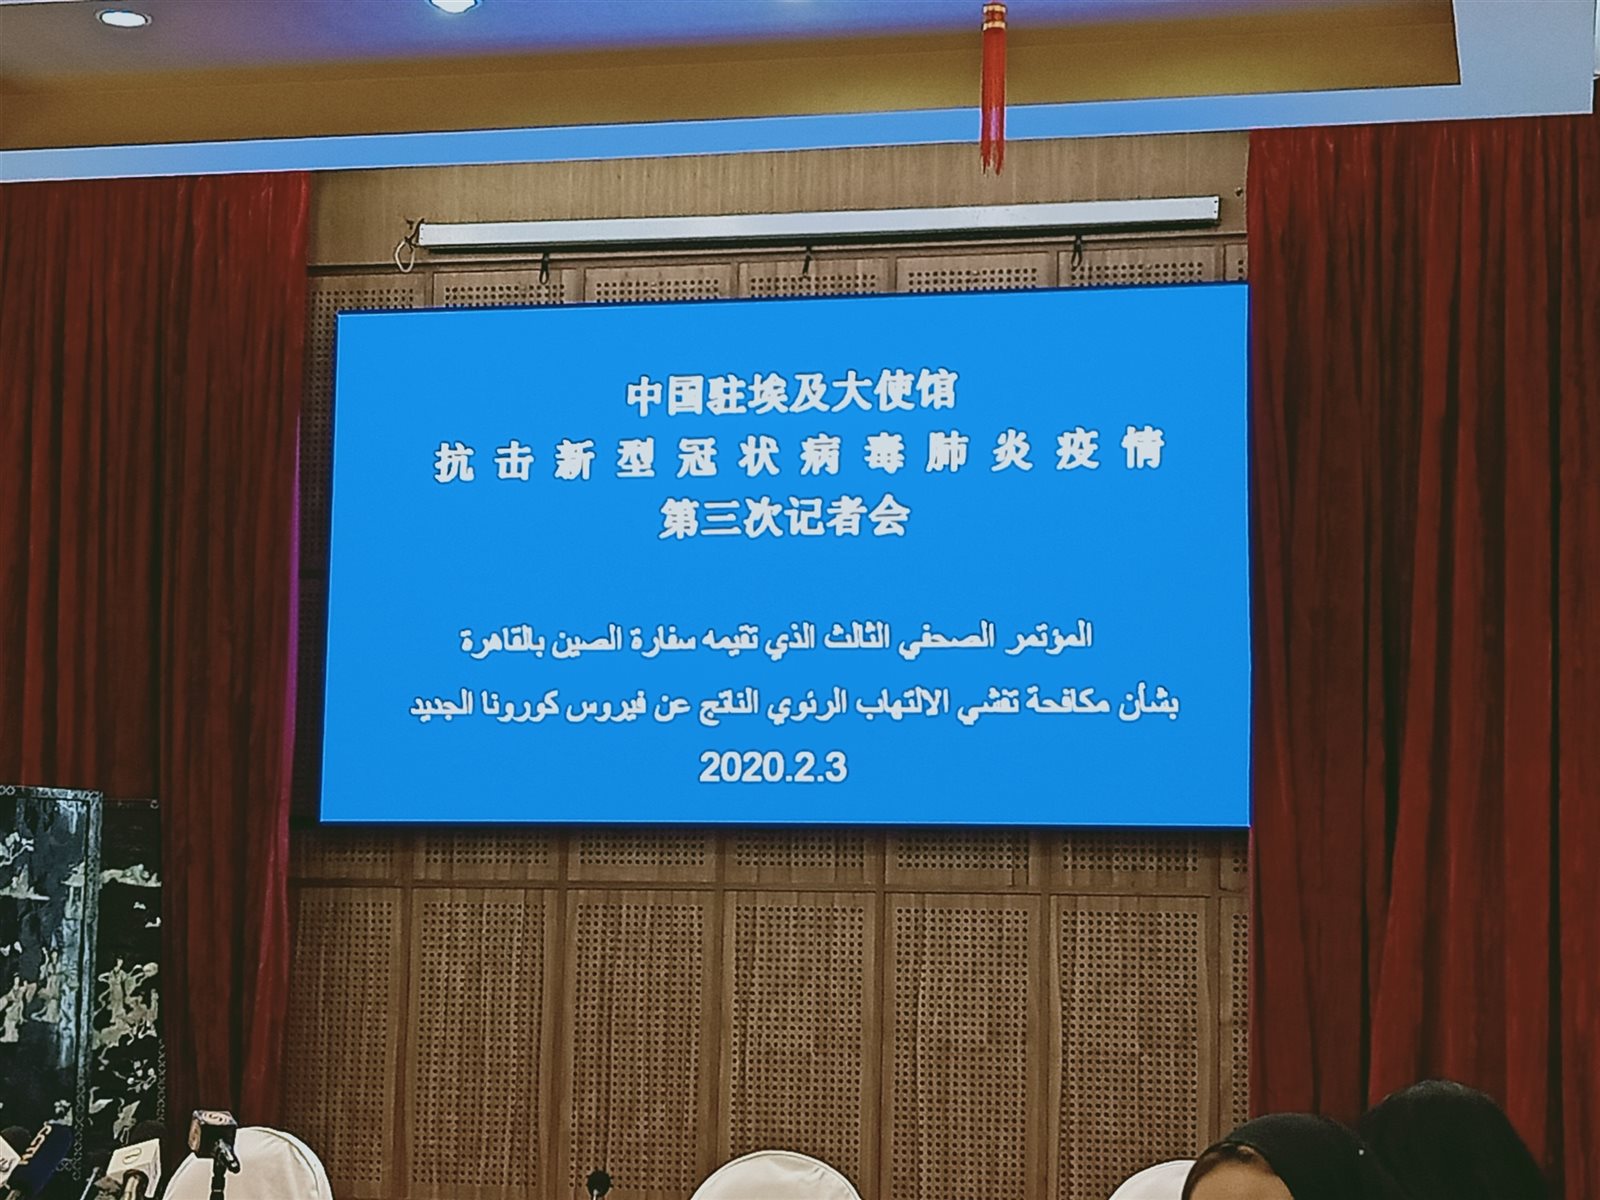 中国驻埃及大使馆
抗击新型冠状病毒肺炎疫情
第三次记者会
المؤتمر الصحفي الثالث الذي تقيمه سفارة الصين بالقاهرة
بشأن مكافحة تفشي الالتهاب الرئوي الناتج عن فيروس كورونا الجديد
2020.2.3